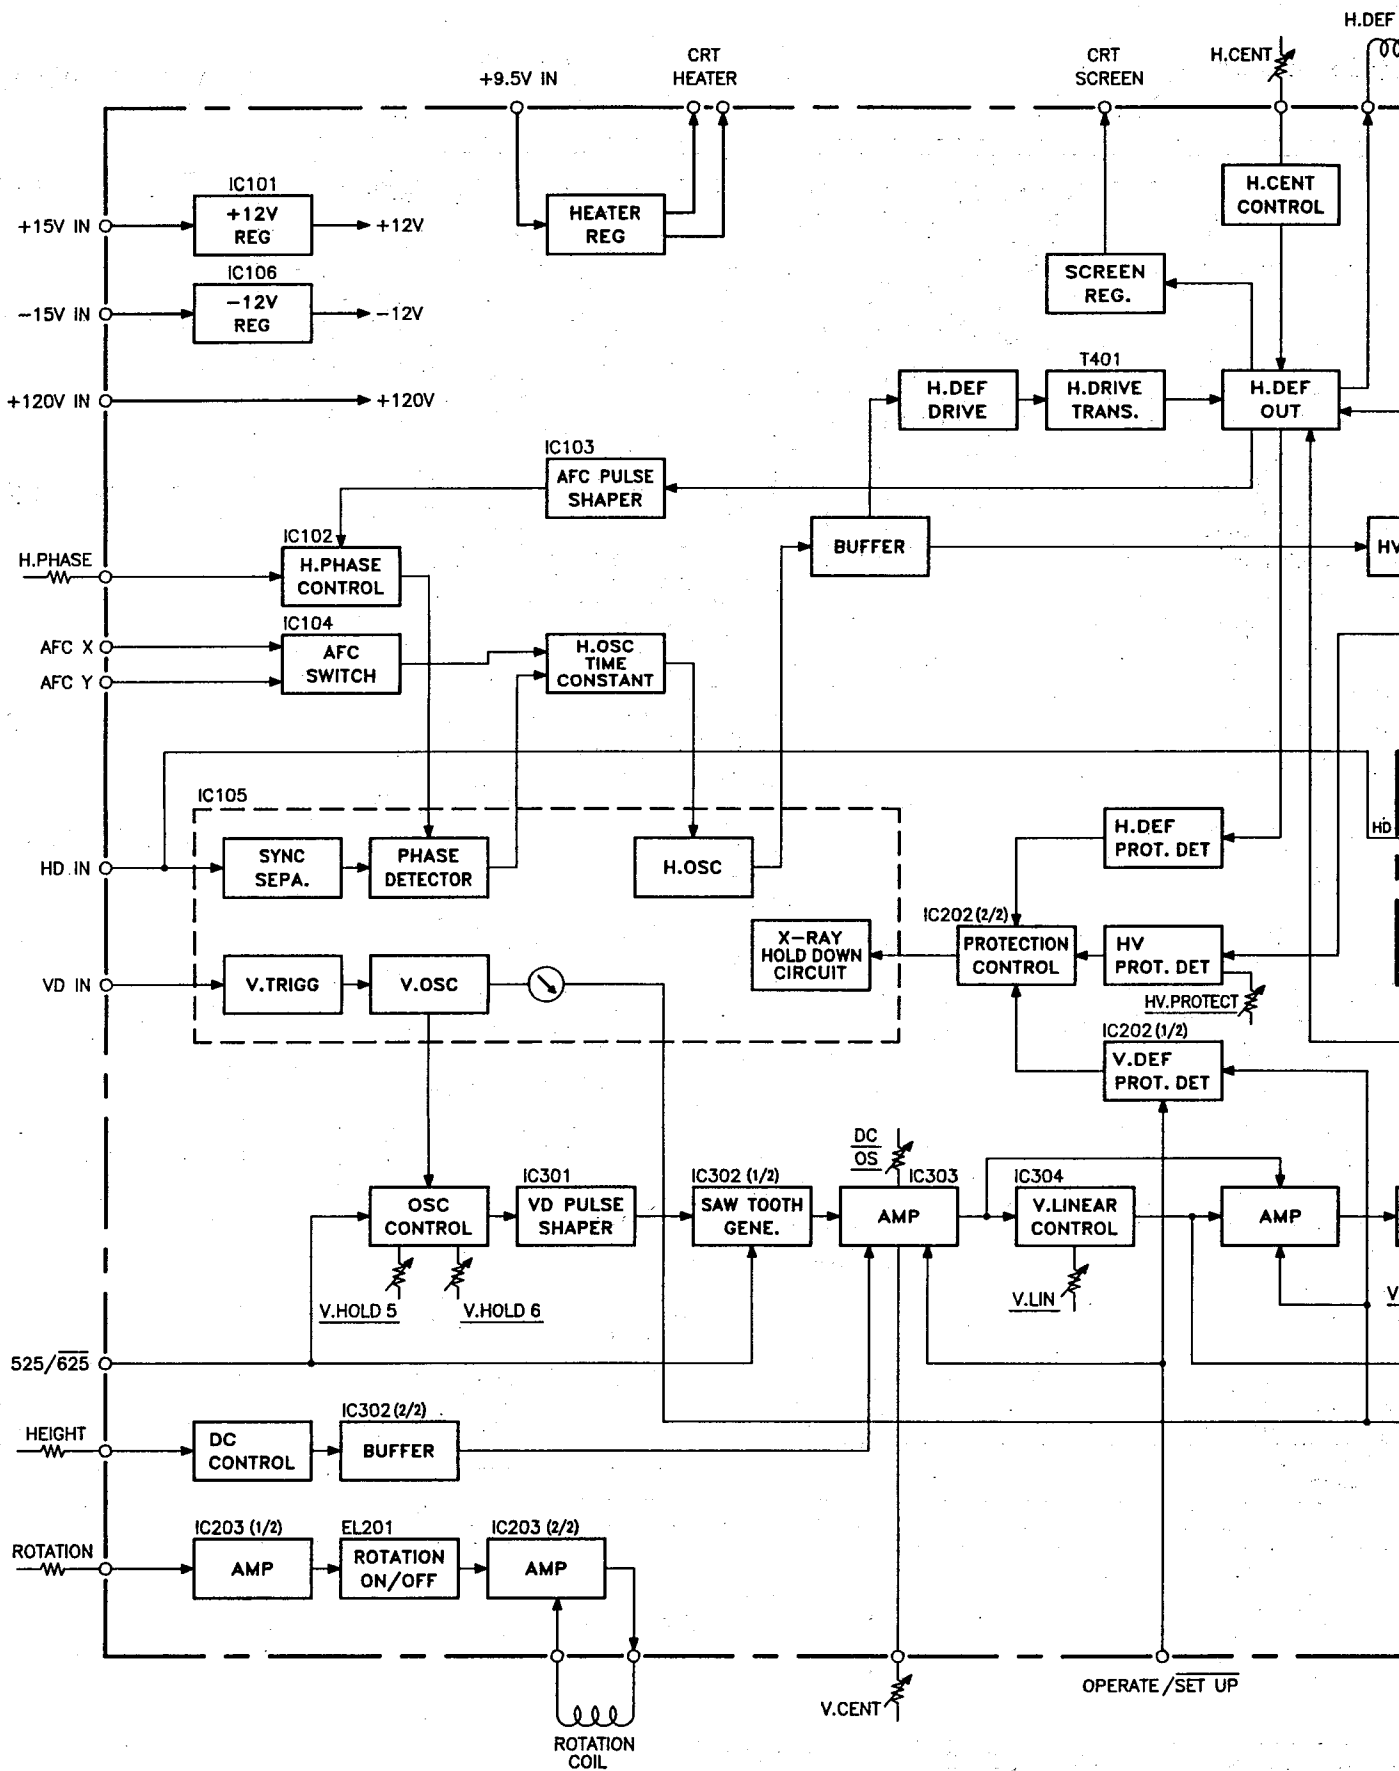 H.DEF
CRT
HEATER
+9.5V IN
CRT
SCREEN
H.CENT
IC101
+15V IN
+12V
REG
+12V
HEATER
REG
H.CENT
CONTROL
IC106
−15V IN
−12V
REG
−12V
SCREEN
REG.
T401
+120V IN
+120V
H.DEF
DRIVE
H.DRIVE
TRANS.
H.DEF
OUT
IC103
AFC PULSE
SHAPER
IC102
H.PHASE
H.PHASE
CONTROL
BUFFER
HV
IC104
AFC X
AFC Y
AFC
SWITCH
H.OSC
TIME
CONSTANT
IC105
HD
HD IN
SYNC
SEPA.
PHASE
DETECTOR
H.OSC
H.DEF
PROT. DET
IC202 (2/2)
X−RAY
HOLD DOWN
CIRCUIT
PROTECTION
CONTROL
HV
PROT. DET
VD IN
V.TRIGG
V.OSC
HV.PROTECT
IC202 (1/2)
V.DEF
PROT. DET
DC
OS
IC301
IC302 (1/2)
IC303
IC304
OSC
CONTROL
VD PULSE
SHAPER
SAW TOOTH
GENE.
AMP
V.LINEAR
CONTROL
AMP
V.HOLD 5
V.HOLD 6
V.LIN
V
525/625
IC302 (2/2)
HEIGHT
DC
CONTROL
BUFFER
IC203 (1/2)
EL201
IC203 (2/2)
ROTATION
AMP
ROTATION
ON/OFF
AMP
V.CENT
OPERATE/SET UP
ROTATION
COIL